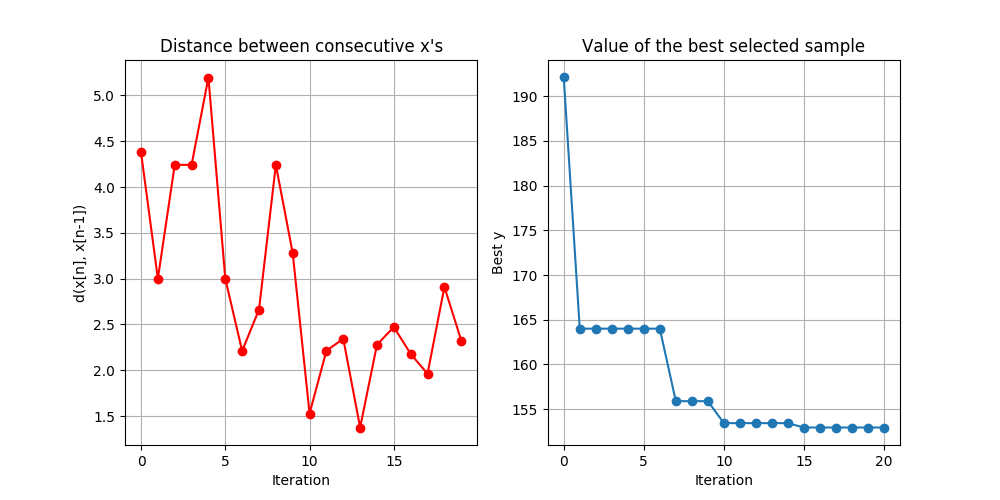 Distance between consecutive x's
d(x[n], x[n-1])
5.0
4.5
4.0
3.5
3.0
2.5
2.0
1.5
0 5 10 15
Iteration
Value of the best selected sample
Best y
190
185
180
175
170
165
160
155
0 5 10 15 20
Iteration